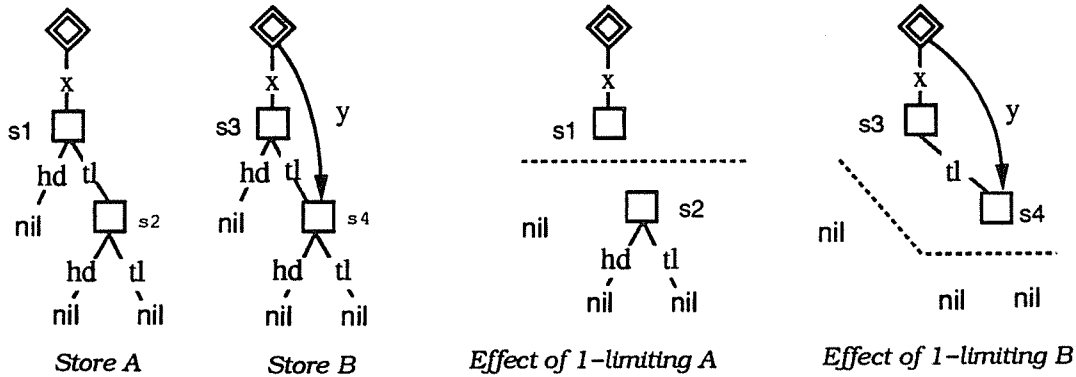 x x x x
s1 s3 y s1 s3 y
hd tl hd tl tl
nil s2 nil s4 nil s2 nil s4
hd tl hd tl hd tl
nil nil nil nil nil nil nil nil
Store A Store B Effect of 1-limiting A Effect of 1-limiting B